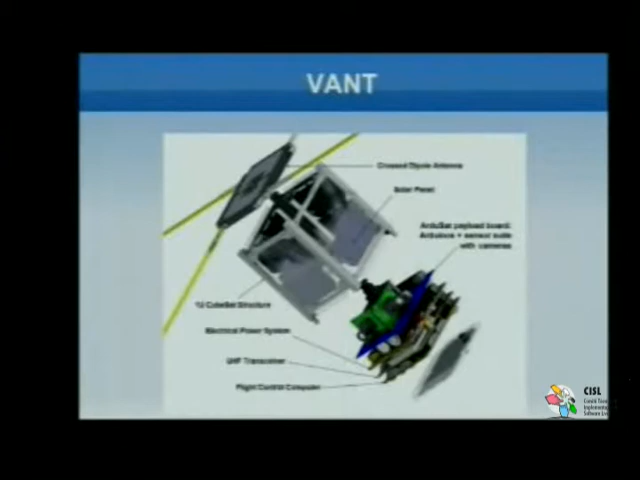 VANT
Crossed Dipole Antenna
Solar Panel
ArduSat payload board:
Arduinos + sensor suite
with cameras
1U CubeSat Structure
Electrical Power System
UHF Transceiver
Flight Control Computer
CISL
Software